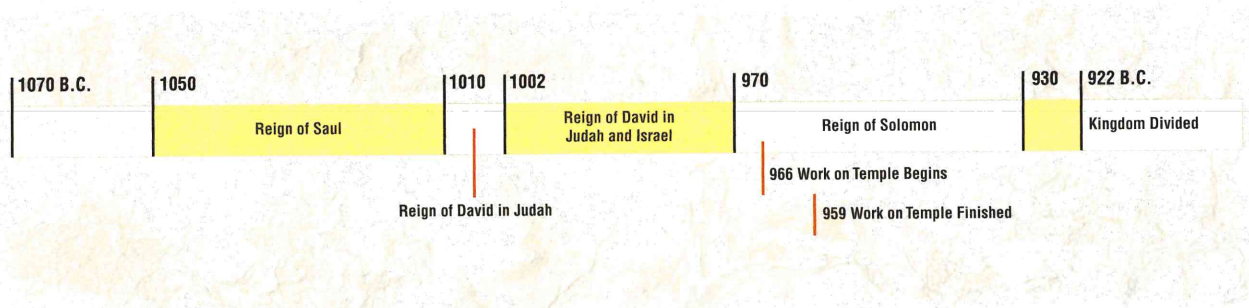 1070 B.C.
1050
1010
1002
970
930
922 B.C.
Reign of Saul
Reign of David in
Judah and Israel
Reign of Solomon
Kingdom Divided
966 Work on Temple Begins
Reign of David in Judah
959 Work on Temple Finished